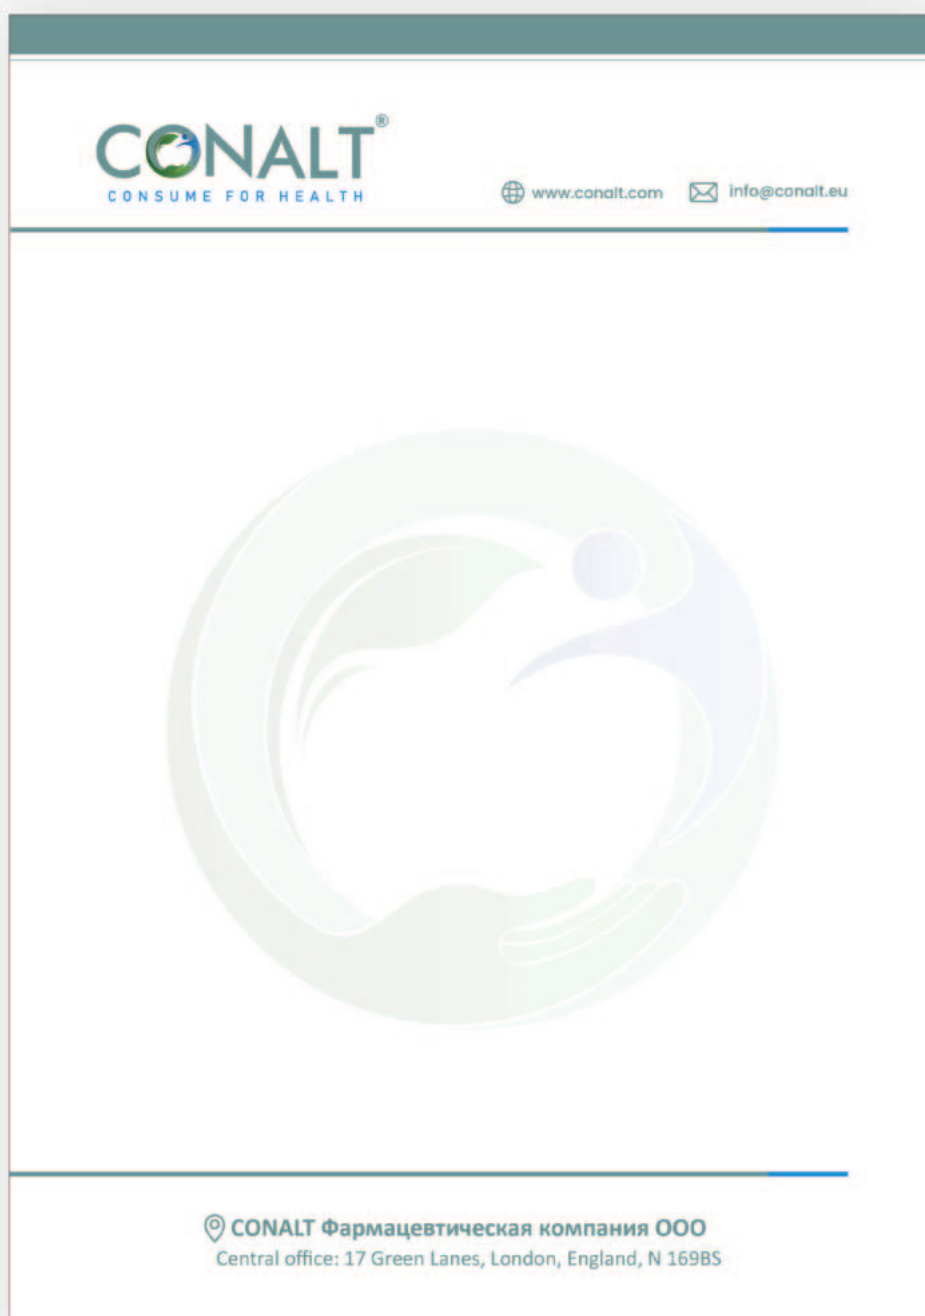 CONALT®
CONSUME FOR HEALTH
www.conalt.com info@conalt.eu
CONALT Фармацевтическая компания ООО
Central office: 17 Green Lanes, London, England, N 169BS